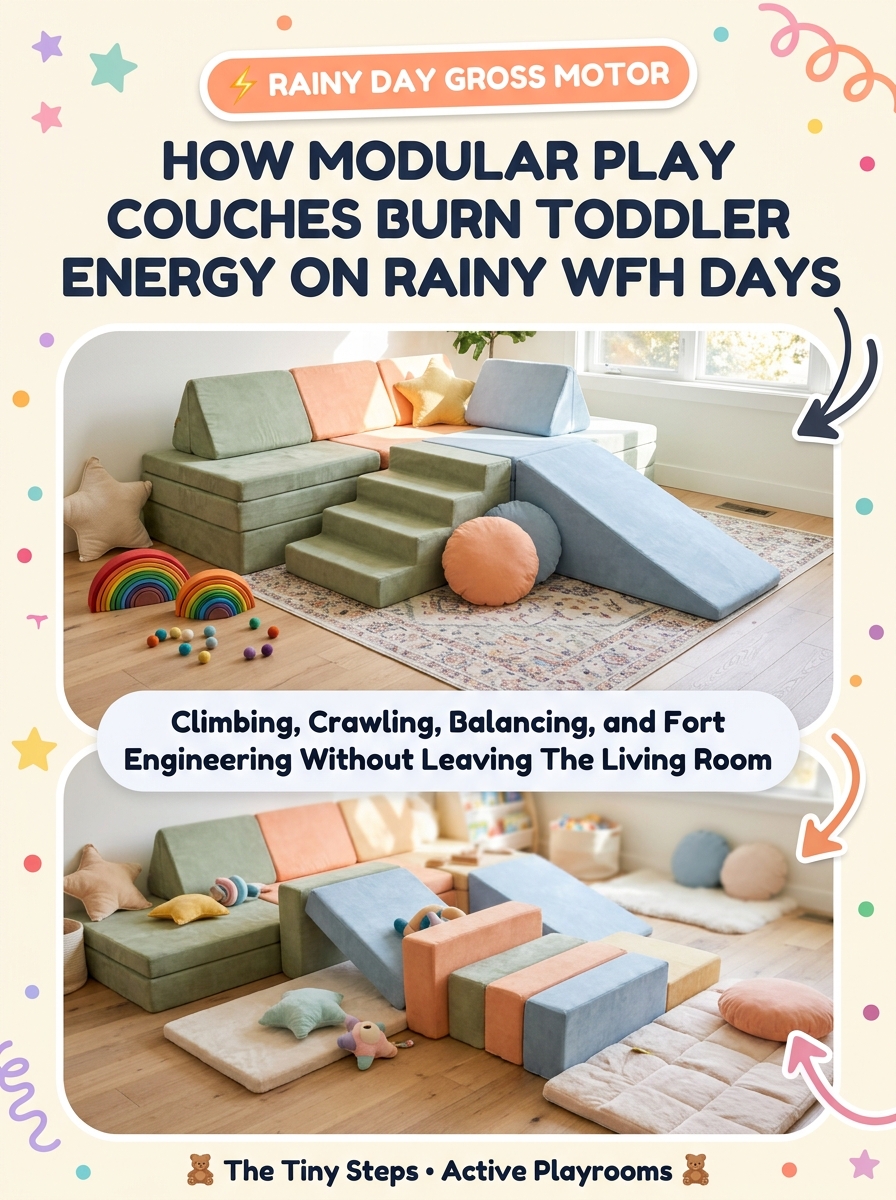 ⚡ RAINY DAY GROSS MOTOR
HOW MODULAR PLAY
COUCHES BURN TODDLER
ENERGY ON RAINY WFH DAYS
Climbing, Crawling, Balancing, and Fort
Engineering Without Leaving The Living Room
🧸 The Tiny Steps • Active Playrooms 🧸